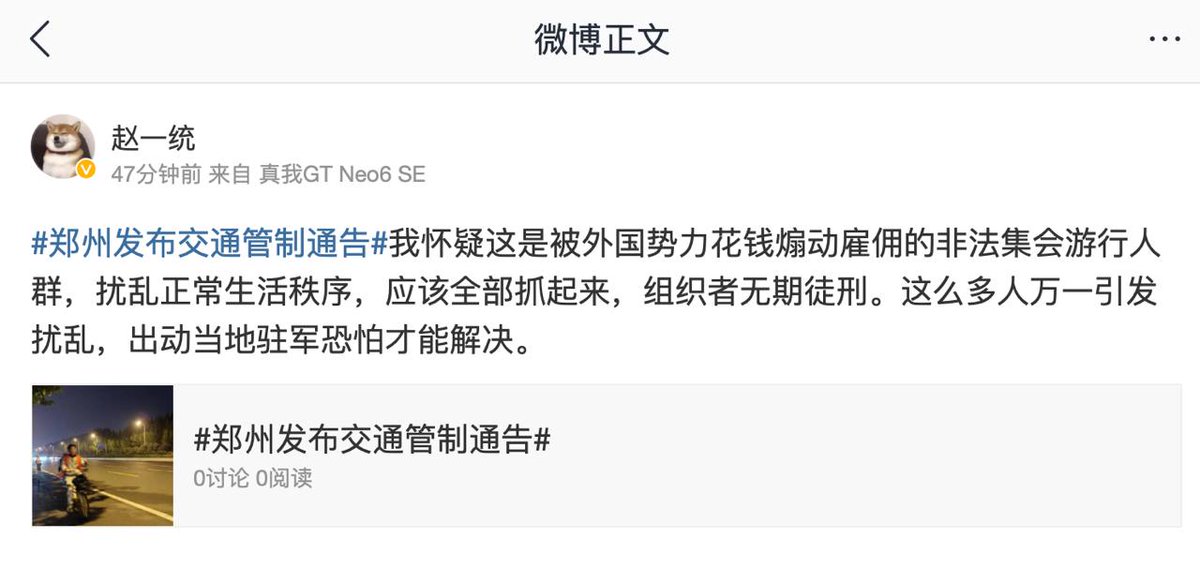 微博正文
赵一统
47分钟前 来自 真我GT Neo6 SE
#郑州发布交通管制通告#我怀疑这是被外国势力花钱煽动雇佣的非法集会游行人
群，扰乱正常生活秩序，应该全部抓起来，组织者无期徒刑。这么多人万一引发
扰乱，出动当地驻军恐怕才能解决。
#郑州发布交通管制通告#
0讨论 0阅读